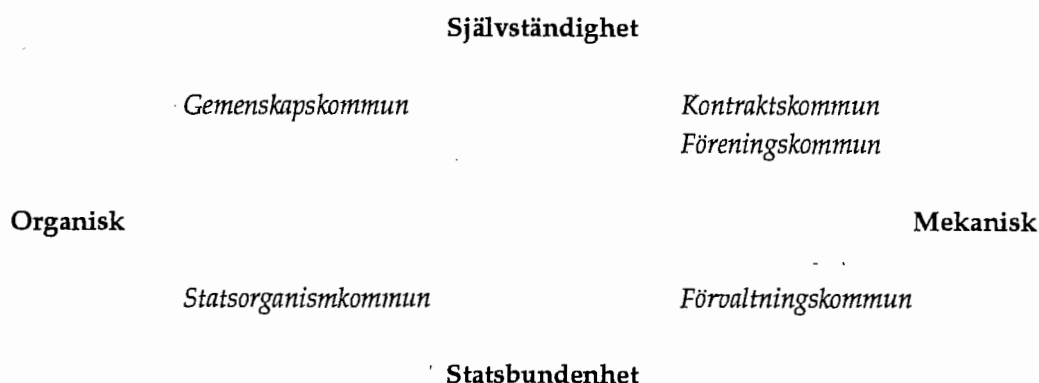 Självständighet
Gemenskapskommun Kontraktskommun
Föreningskommun
Organisk Mekanisk
Statsorganismkommun Förvaltningskommun
Statsbundenhet